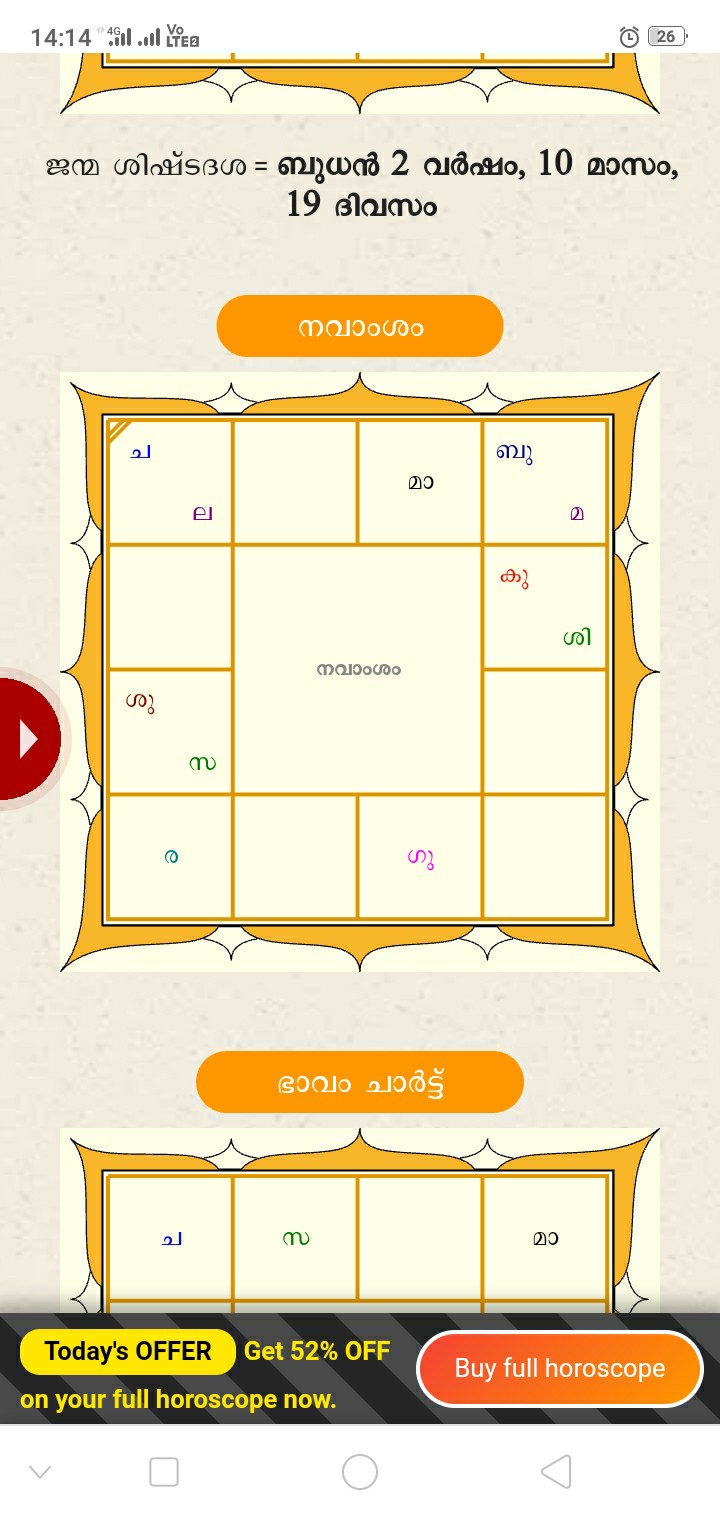 14:14 4G Vo LTE2 26
ജന്മ ശിഷ്ടദശ = ബുധൻ 2 വർഷം, 10 മാസം,
19 ദിവസം
നവാംശം
ച മാ ബു
ല മ
കു
ശി
നവാംശം
ശു
സ
ര ഗു
ഭാവം ചാർട്ട്
ച സ മാ
Today's OFFER Get 52% OFF
on your full horoscope now.
Buy full horoscope